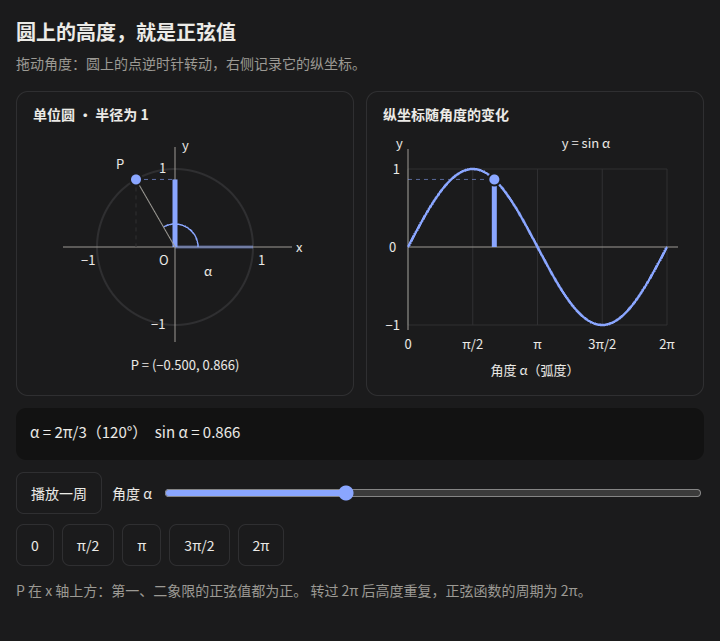 圆上的高度，就是正弦值
拖动角度：圆上的点逆时针转动，右侧记录它的纵坐标。
单位圆 · 半径为 1
y
P
1
−1
O
1
x
α
−1
P = (−0.500, 0.866)
纵坐标随角度的变化
y
y = sin α
1
0
−1
0 π/2 π 3π/2 2π
角度 α（弧度）
α = 2π/3（120°） sin α = 0.866
播放一周 角度 α
0 π/2 π 3π/2 2π
P 在 x 轴上方：第一、二象限的正弦值都为正。 转过 2π 后高度重复，正弦函数的周期为 2π。